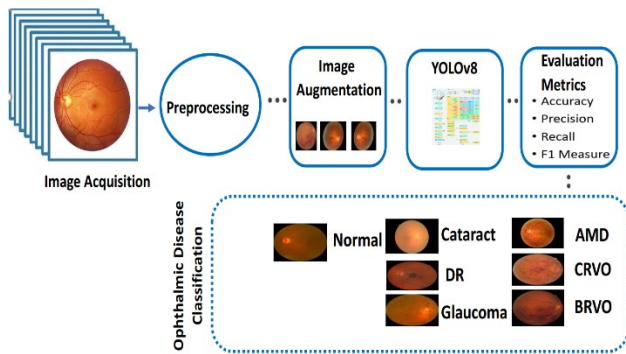 Image Acquisition
Preprocessing
Image
Augmentation
YOLOv8
Evaluation
Metrics
• Accuracy
• Precision
• Recall
• F1 Measure
Ophthalmic Disease
Classification
Normal
Cataract
DR
Glaucoma
AMD
CRVO
BRVO